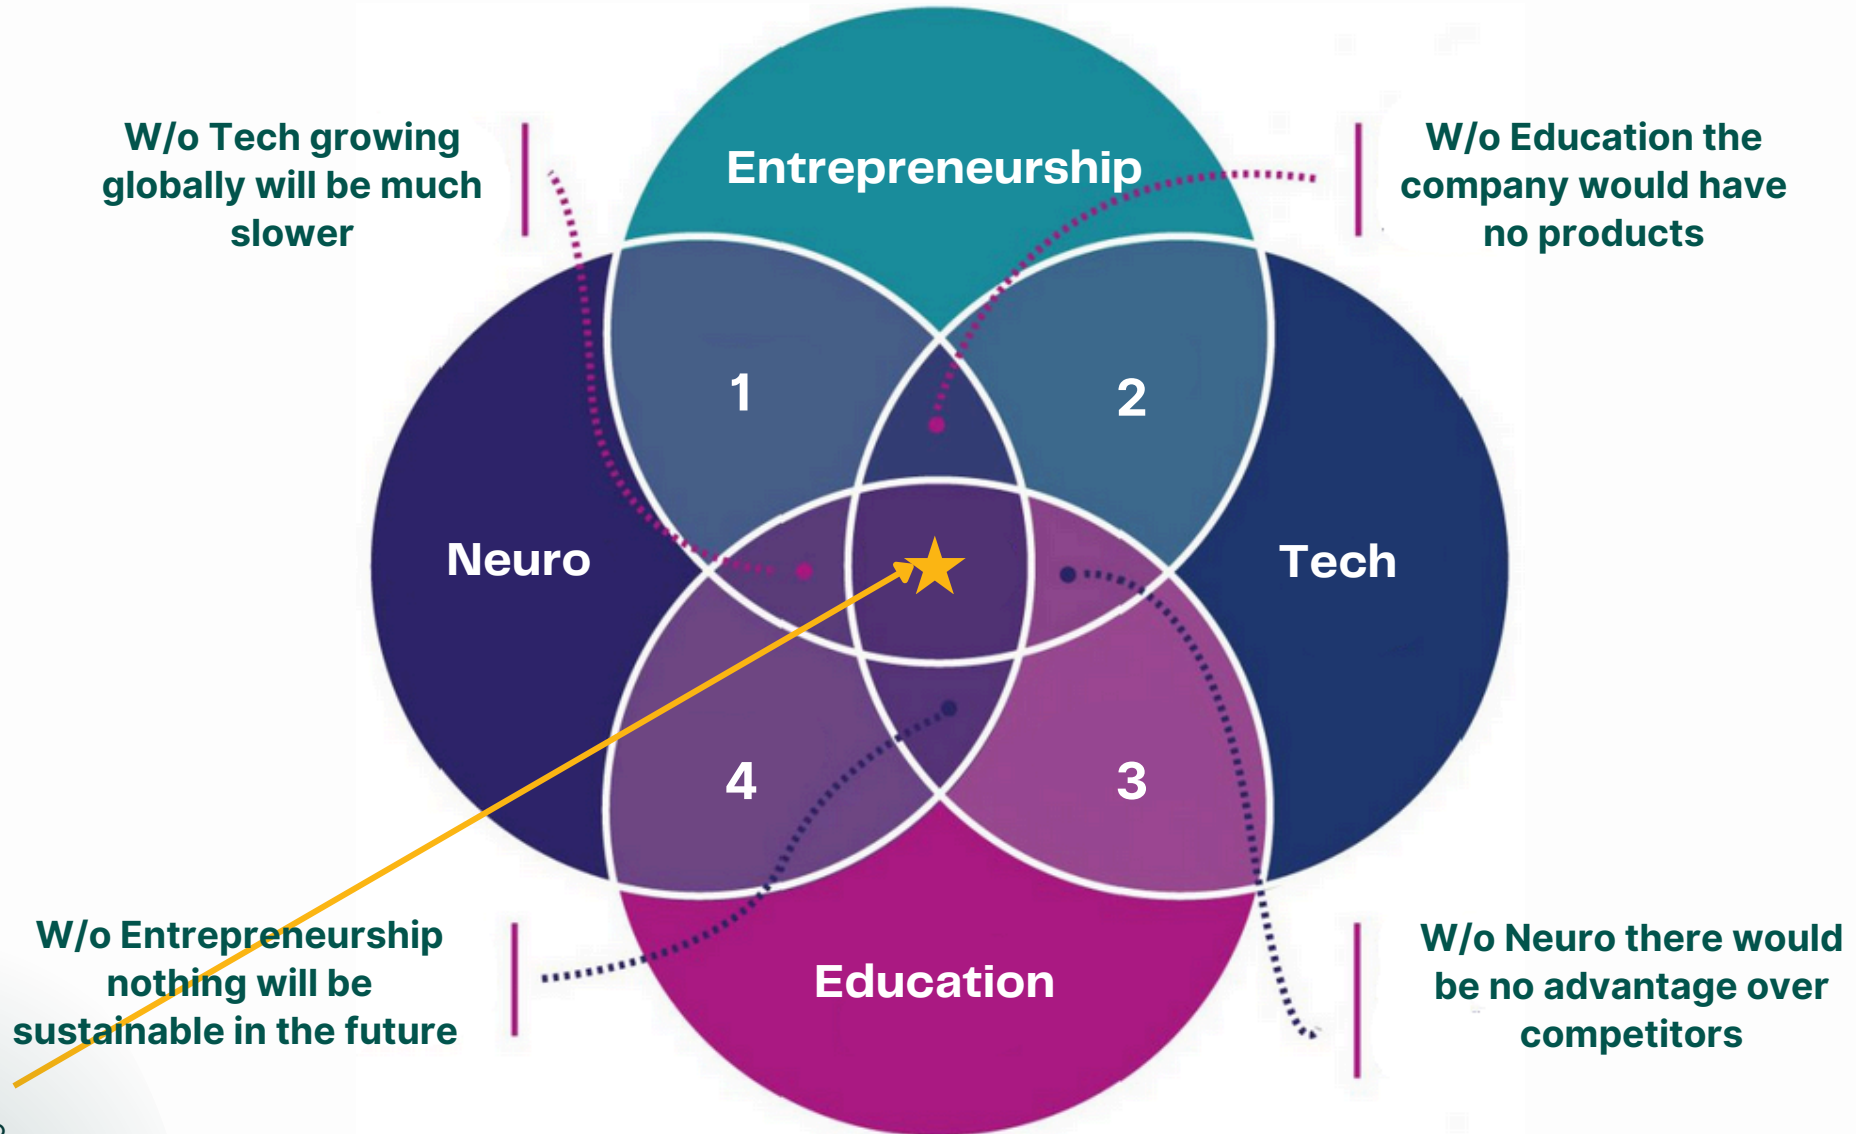 W/o Tech growing
globally will be much
slower
Entrepreneurship
W/o Education the
company would have
no products
1
2
Neuro
Tech
4
3
W/o Entrepreneurship
nothing will be
sustainable in the future
Education
W/o Neuro there would
be no advantage over
competitors